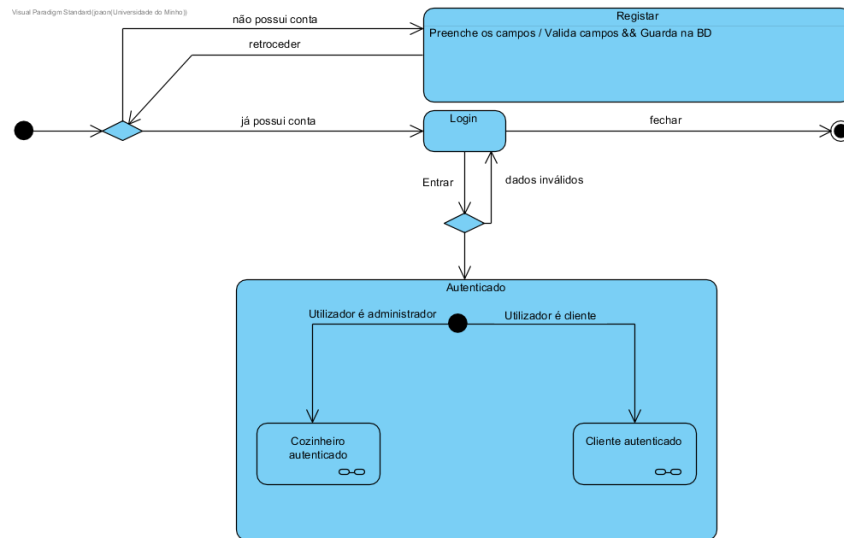 Visual Paradigm Standard(joaon(Universidade do Minho))
não possui conta
Registar
Preenche os campos / Valida campos && Guarda na BD
retroceder
já possui conta
Login
fechar
Entrar
dados inválidos
Autenticado
Utilizador é administrador
Utilizador é cliente
Cozinheiro
autenticado
Cliente autenticado